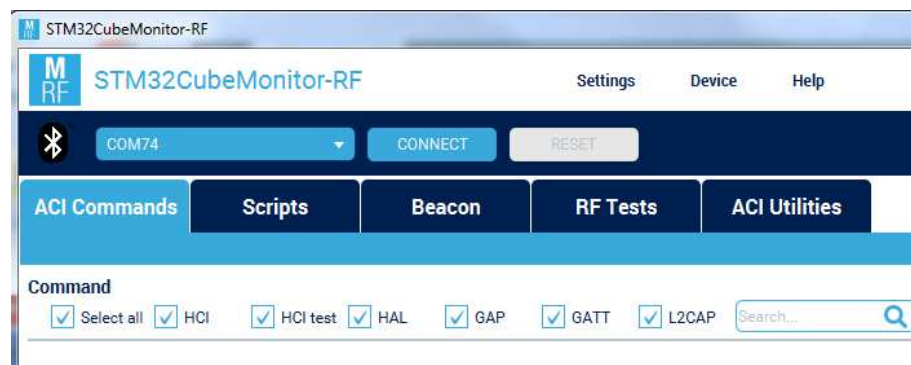 STM32CubeMonitor-RF
M
RF
STM32CubeMonitor-RF
Settings Device Help
COM74 CONNECT RESET
ACI Commands Scripts Beacon RF Tests ACI Utilities
Command
Select all HCI HCI test HAL GAP GATT L2CAP Search...